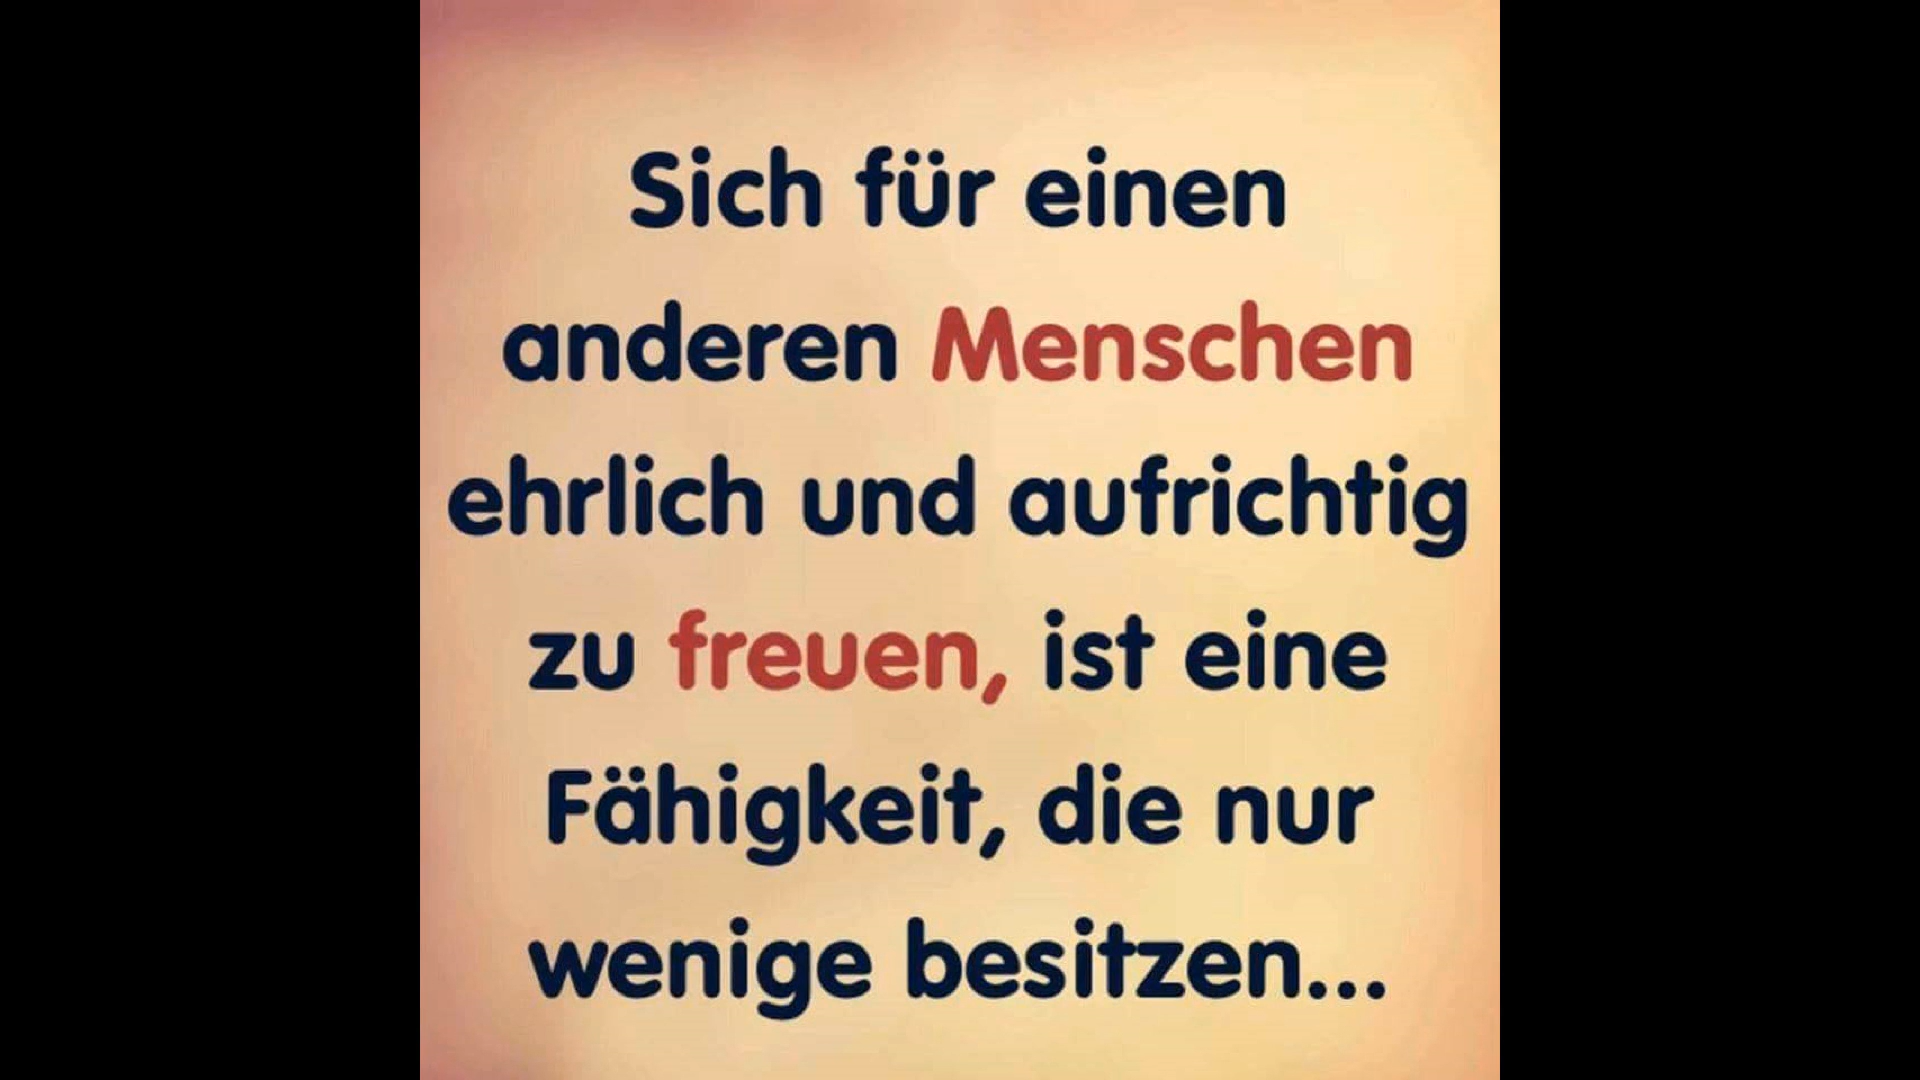 Sich für einen
anderen Menschen
ehrlich und aufrichtig
zu freuen, ist eine
Fähigkeit, die nur
wenige besitzen...